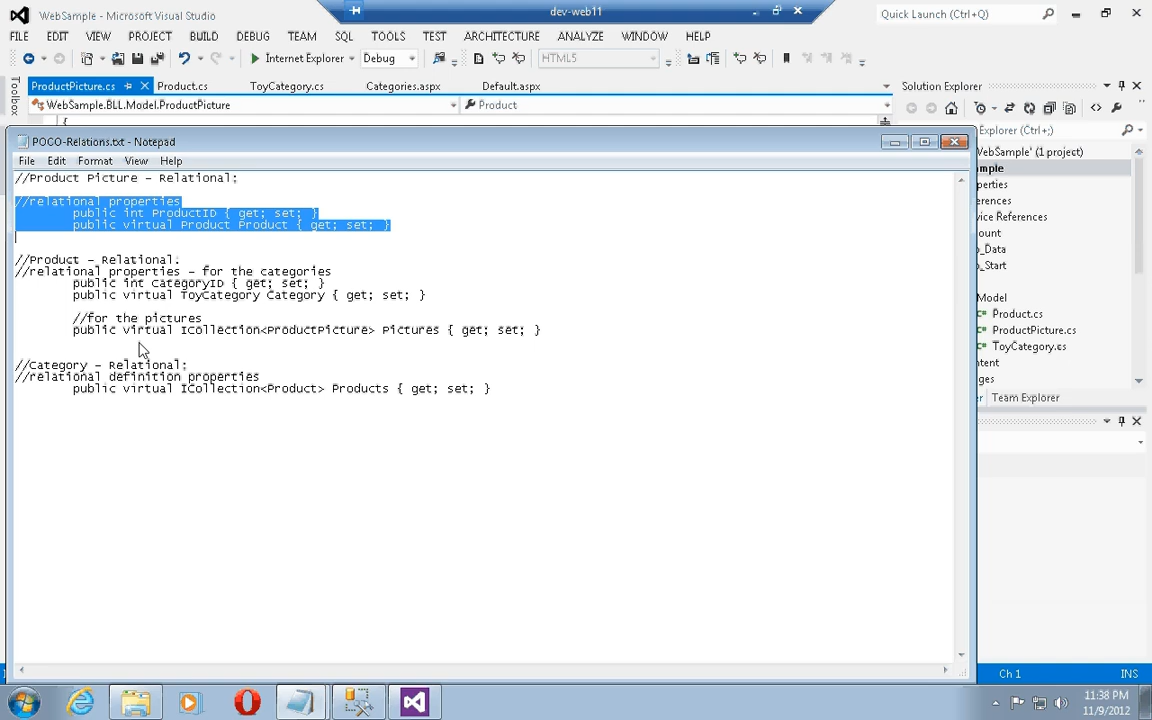 WebSample - Microsoft Visual Studio
dev-web11
Quick Launch (Ctrl+Q)
FILE EDIT VIEW PROJECT BUILD DEBUG TEAM SQL TOOLS TEST ARCHITECTURE ANALYZE WINDOW HELP
Internet Explorer Debug HTML5
ProductPicture.cs Product.cs ToyCategory.cs Categories.aspx Default.aspx
Solution Explorer
Toolbox
WebSample.BLL.Model.ProductPicture Product
{
POCO-Relations.txt - Notepad
File Edit Format View Help
//Product Picture - Relational:
//relational properties
public int ProductID { get; set; }
public virtual Product Product { get; set; }
//Product - Relational:
//relational properties - for the categories
public int CategoryID { get; set; }
public virtual ToyCategory Category { get; set; }
//for the pictures
public virtual ICollection<ProductPicture> Pictures { get; set; }
//Category - Relational:
//relational definition properties
public virtual ICollection<Product> Products { get; set; }
Explorer (Ctrl+;)
WebSample' (1 project)
mple
perties
erences
vice References
ount
_Data
_Start
Model
Product.cs
ProductPicture.cs
ToyCategory.cs
ntent
ges
er Team Explorer
Ch 1 INS
11:38 PM
11/9/2012